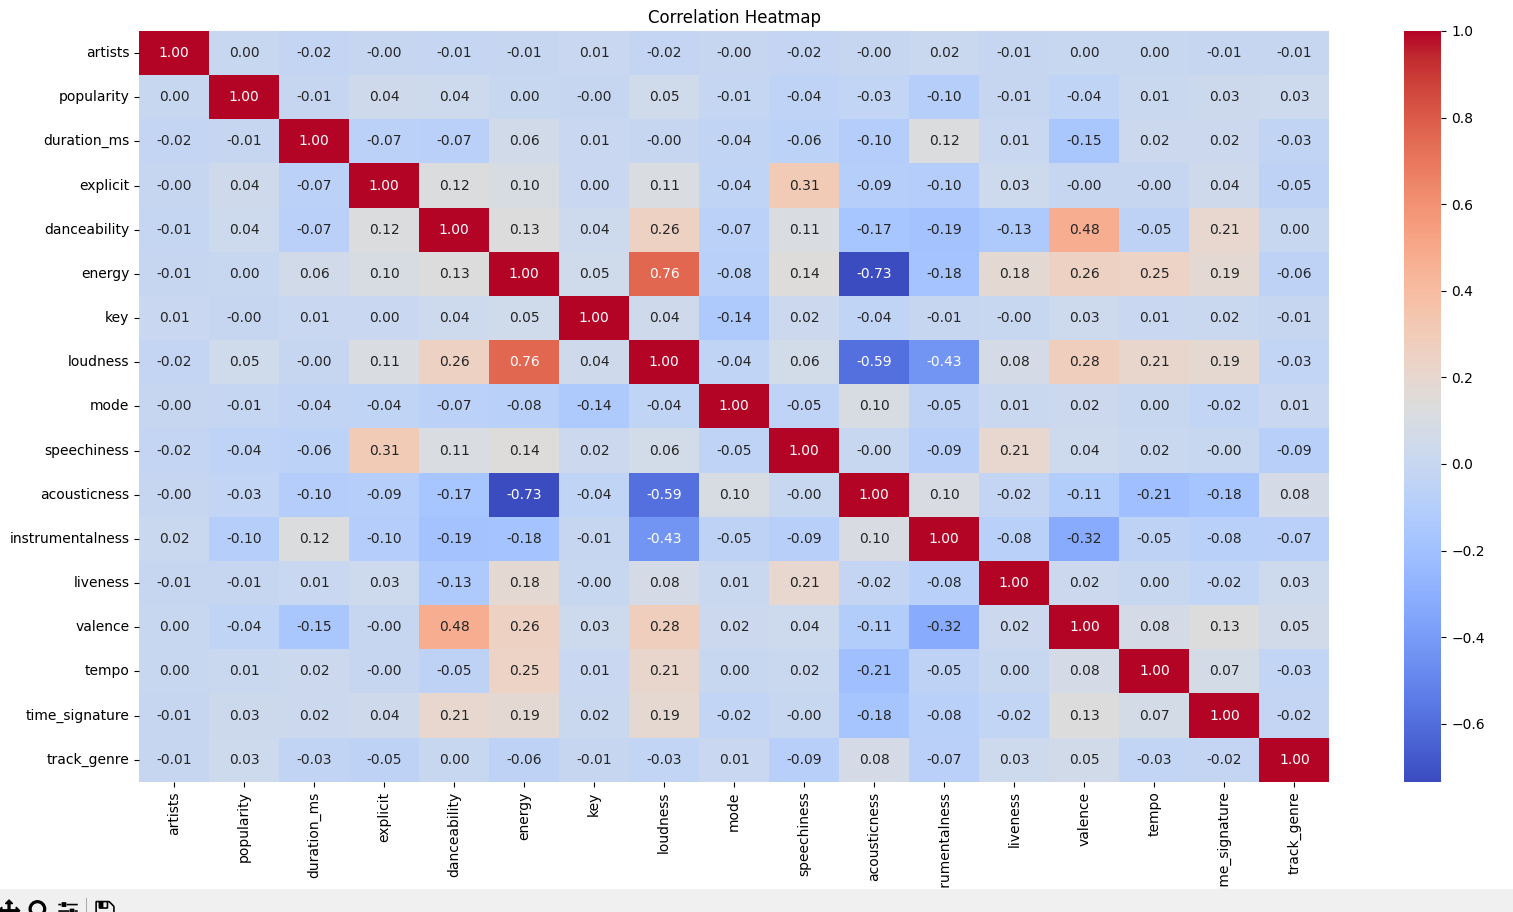 Correlation Heatmap
artists 1.00 0.00 -0.02 -0.00 -0.01 -0.01 0.01 -0.02 -0.00 -0.02 -0.00 0.02 -0.01 0.00 0.00 -0.01 -0.01
popularity 0.00 1.00 -0.01 0.04 0.04 0.00 -0.00 0.05 -0.01 -0.04 -0.03 -0.10 -0.01 -0.04 0.01 0.03 0.03
duration_ms -0.02 -0.01 1.00 -0.07 -0.07 0.06 0.01 -0.00 -0.04 -0.06 -0.10 0.12 0.01 -0.15 0.02 0.02 -0.03
explicit -0.00 0.04 -0.07 1.00 0.12 0.10 0.00 0.11 -0.04 0.31 -0.09 -0.10 0.03 -0.00 -0.00 0.04 -0.05
danceability -0.01 0.04 -0.07 0.12 1.00 0.13 0.04 0.26 -0.07 0.11 -0.17 -0.19 -0.13 0.48 -0.05 0.21 0.00
energy -0.01 0.00 0.06 0.10 0.13 1.00 0.05 0.76 -0.08 0.14 -0.73 -0.18 0.18 0.26 0.25 0.19 -0.06
key 0.01 -0.00 0.01 0.00 0.04 0.05 1.00 0.04 -0.14 0.02 -0.04 -0.01 -0.00 0.03 0.01 0.02 -0.01
loudness -0.02 0.05 -0.00 0.11 0.26 0.76 0.04 1.00 -0.04 0.06 -0.59 -0.43 0.08 0.28 0.21 0.19 -0.03
mode -0.00 -0.01 -0.04 -0.04 -0.07 -0.08 -0.14 -0.04 1.00 -0.05 0.10 -0.05 0.01 0.02 0.00 -0.02 0.01
speechiness -0.02 -0.04 -0.06 0.31 0.11 0.14 0.02 0.06 -0.05 1.00 -0.00 -0.09 0.21 0.04 0.02 -0.00 -0.09
acousticness -0.00 -0.03 -0.10 -0.09 -0.17 -0.73 -0.04 -0.59 0.10 -0.00 1.00 0.10 -0.02 -0.11 -0.21 -0.18 0.08
instrumentalness 0.02 -0.10 0.12 -0.10 -0.19 -0.18 -0.01 -0.43 -0.05 -0.09 0.10 1.00 -0.08 -0.32 -0.05 -0.08 -0.07
liveness -0.01 -0.01 0.01 0.03 -0.13 0.18 -0.00 0.08 0.01 0.21 -0.02 -0.08 1.00 0.02 0.00 -0.02 0.03
valence 0.00 -0.04 -0.15 -0.00 0.48 0.26 0.03 0.28 0.02 0.04 -0.11 -0.32 0.02 1.00 0.08 0.13 0.05
tempo 0.00 0.01 0.02 -0.00 -0.05 0.25 0.01 0.21 0.00 0.02 -0.21 -0.05 0.00 0.08 1.00 0.07 -0.03
time_signature -0.01 0.03 0.02 0.04 0.21 0.19 0.02 0.19 -0.02 -0.00 -0.18 -0.08 -0.02 0.13 0.07 1.00 -0.02
track_genre -0.01 0.03 -0.03 -0.05 0.00 -0.06 -0.01 -0.03 0.01 -0.09 0.08 -0.07 0.03 0.05 -0.03 -0.02 1.00
artists popularity duration_ms explicit danceability energy key loudness mode speechiness acousticness rumentalness liveness valence tempo me_signature track_genre
1.0
0.8
0.6
0.4
0.2
0.0
−0.2
−0.4
−0.6